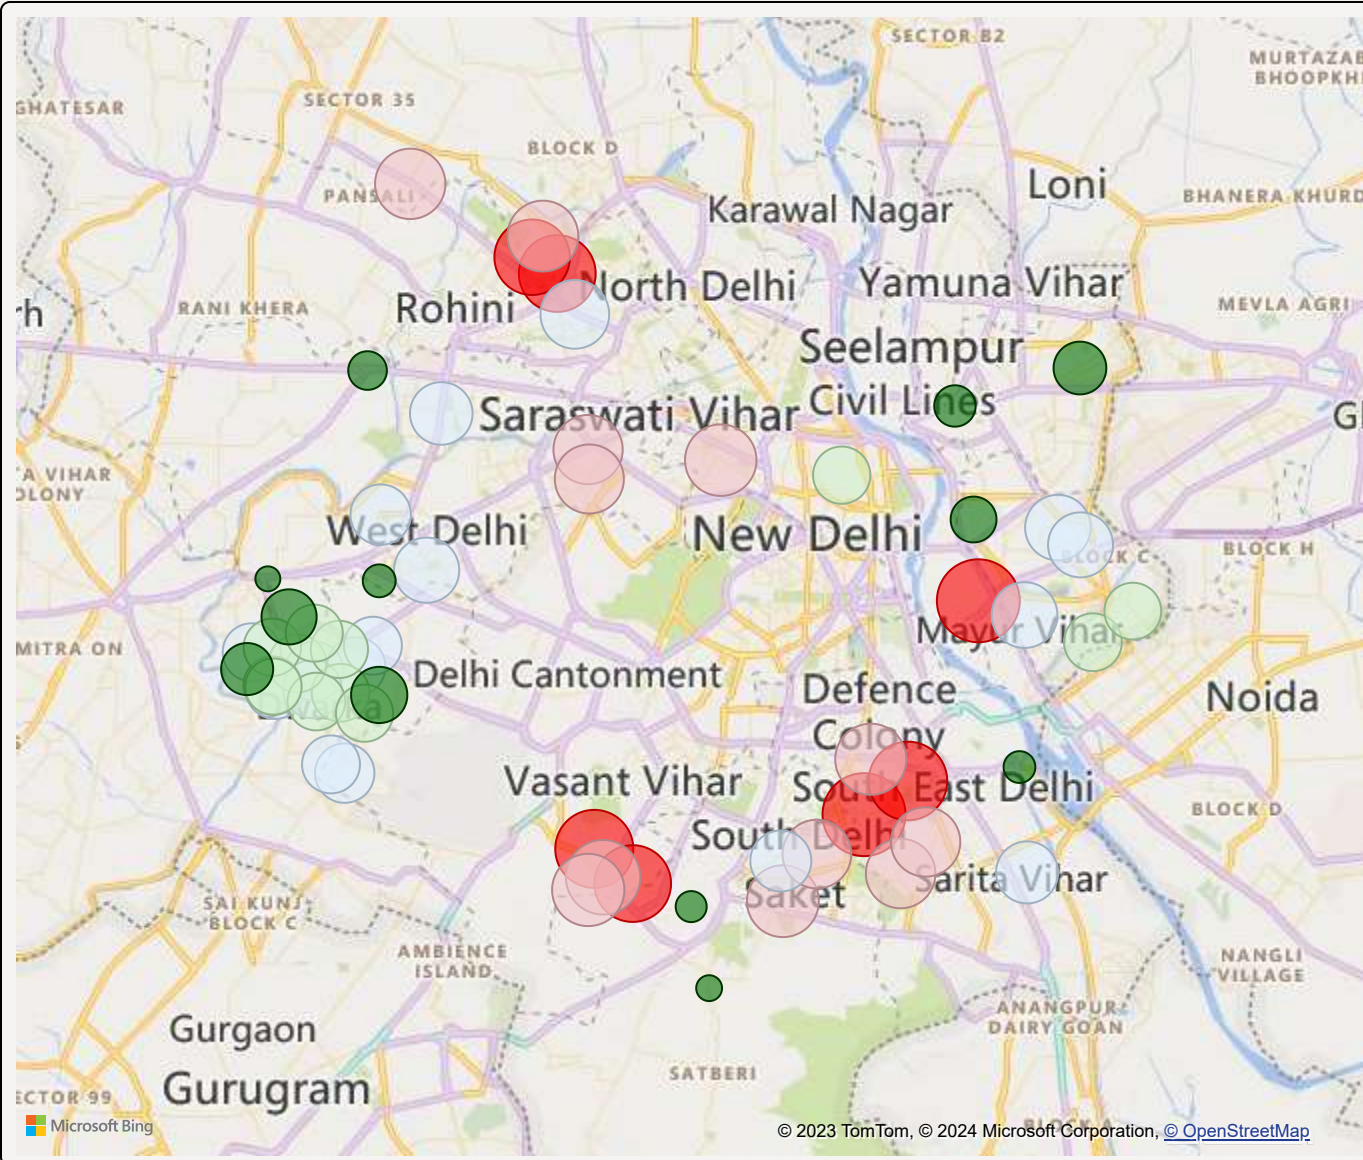 SECTOR B2
MURTAZAB
BHOOPKHE
SECTOR 35
GHATESAR
BLOCK D
Loni
PANSALI
BHANERA KHURD
Karawal Nagar
North Delhi
Yamuna Vihar
Rohini
RANI KHERA
MEVLA AGRI
rh
Seelampur
Saraswati Vihar
Civil Lines
G
A VIHAR
OLONY
West Delhi
New Delhi
BLOCK C
BLOCK H
Mayur Vihar
MITRA ON
Delhi Cantonment
Defence
Colony
Noida
Dwarka
Vasant Vihar
South East Delhi
BLOCK D
South Delhi
Saket
Sarita Vihar
SAI KUNJ
BLOCK C
AMBIENCE
ISLAND
NANGLI
VILLAGE
ANANGPUR
DAIRY GOAN
Gurgaon
SATBERI
Gurugram
ECTOR 99
Microsoft Bing
© 2023 TomTom, © 2024 Microsoft Corporation, © OpenStreetMap